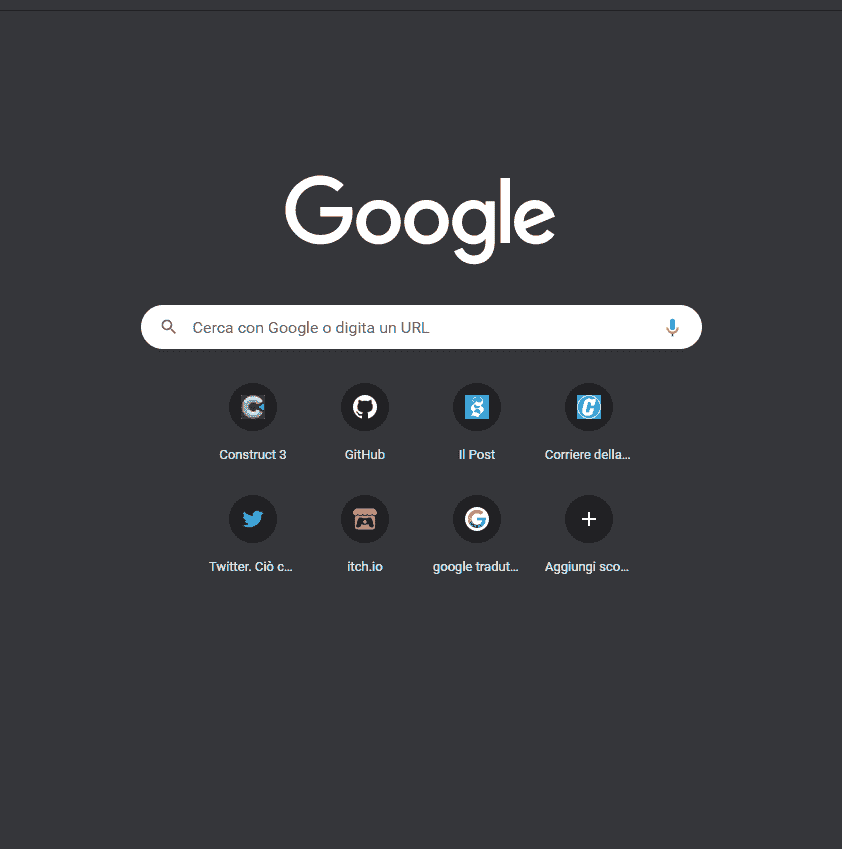 Google
Cerca con Google o digita un URL
Construct 3
GitHub
Il Post
Corriere della...
Twitter. Ciò c...
itch.io
google tradut...
Aggiungi sco...